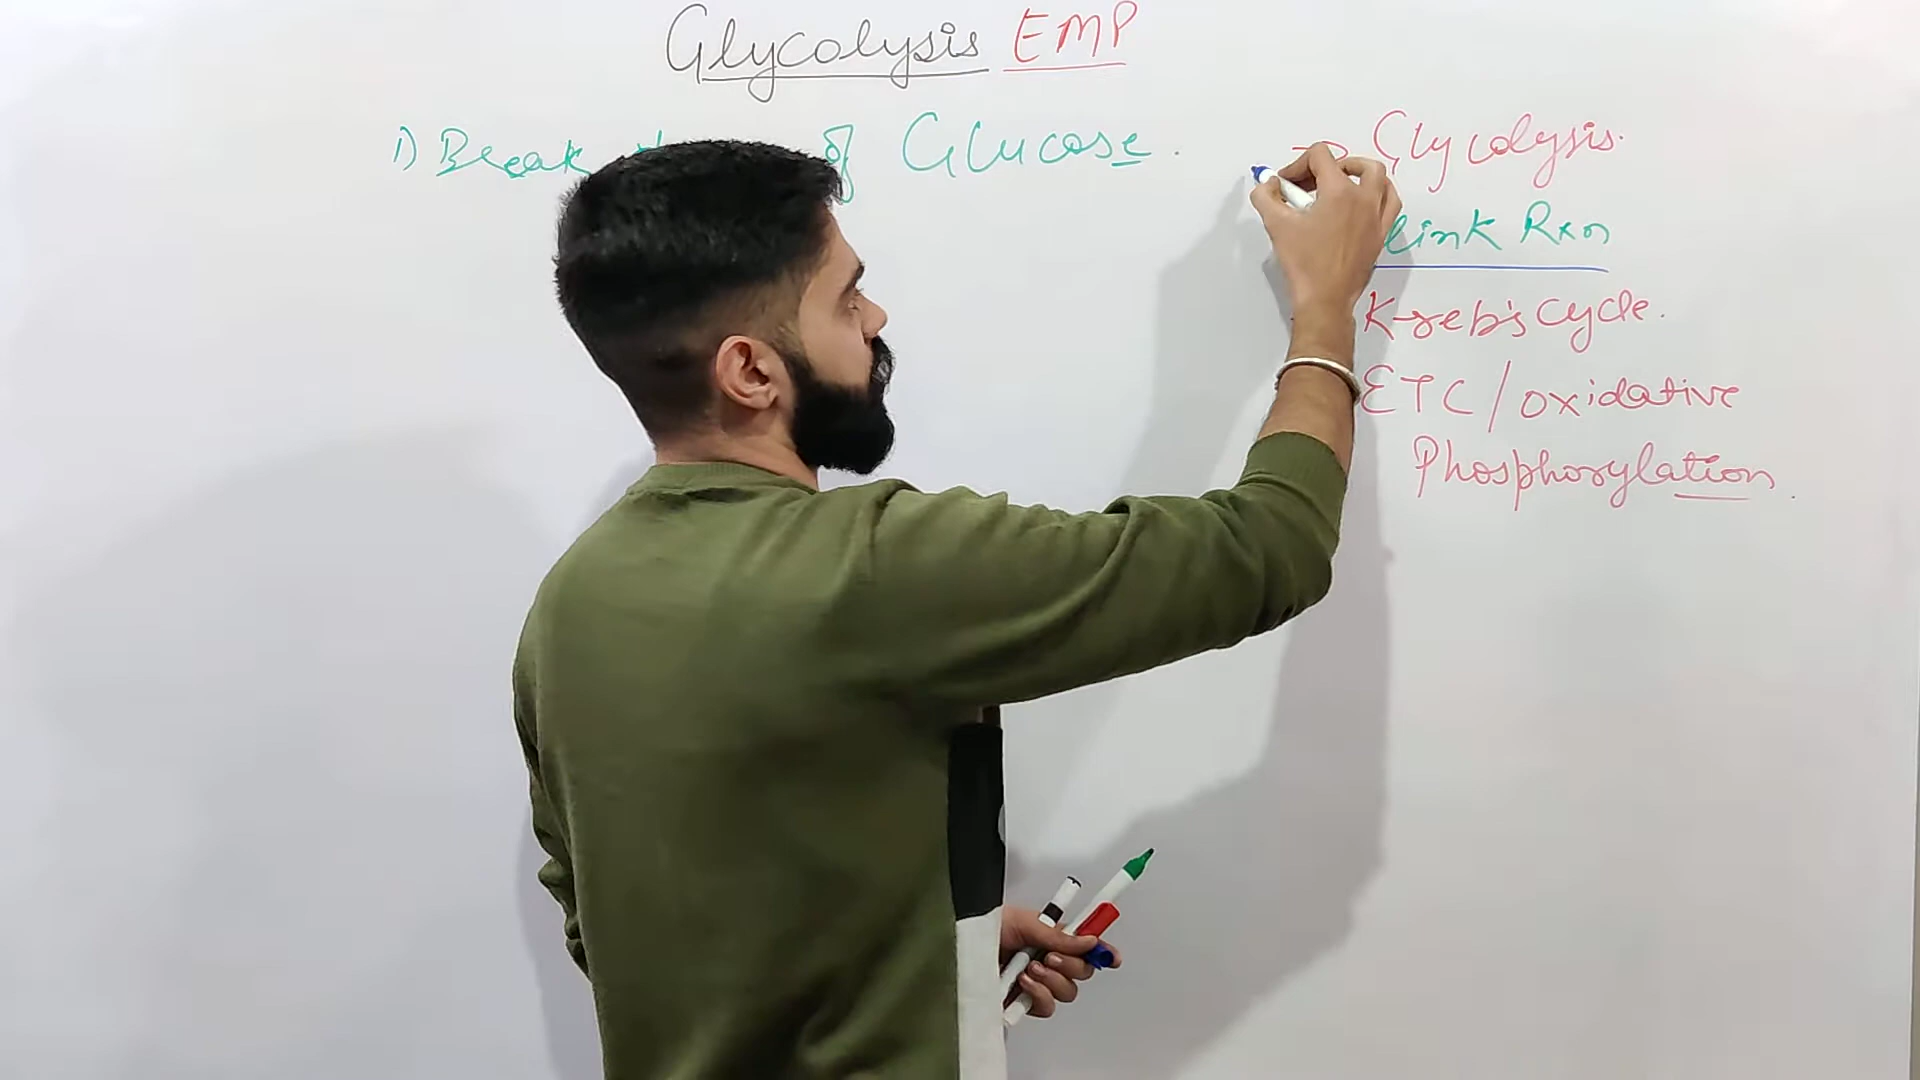 Glycolysis EMP
1) Break of Glucose.
→ Glycolysis.
link Rxn
Kreb's cycle.
ETC/oxidative
Phosphorylation.